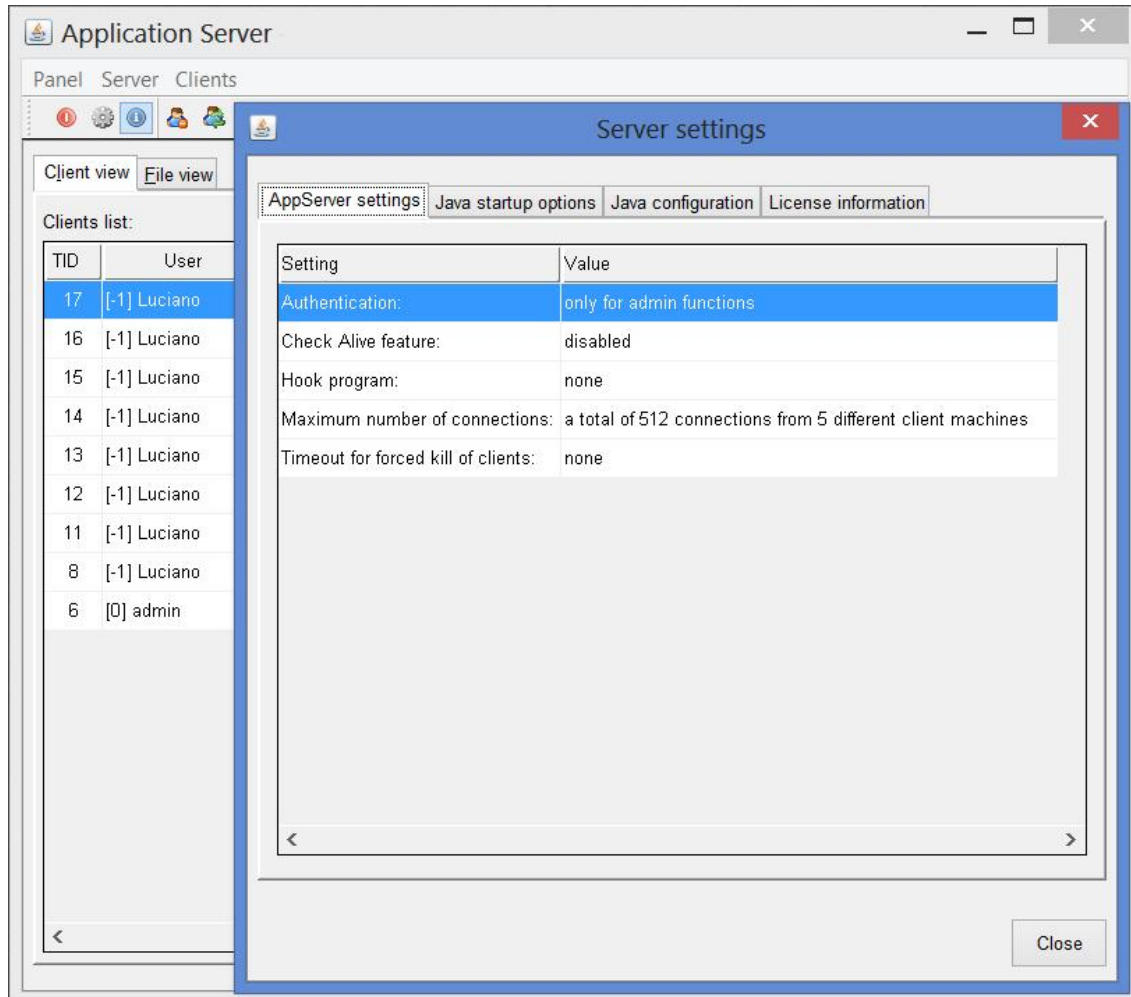 Application Server
Panel Server Clients
Client view File view
Clients list:
TID User
17 [-1] Luciano
16 [-1] Luciano
15 [-1] Luciano
14 [-1] Luciano
13 [-1] Luciano
12 [-1] Luciano
11 [-1] Luciano
8 [-1] Luciano
6 [0] admin
Server settings
AppServer settings Java startup options Java configuration License information
Setting Value
Authentication: only for admin functions
Check Alive feature: disabled
Hook program: none
Maximum number of connections: a total of 512 connections from 5 different client machines
Timeout for forced kill of clients: none
Close